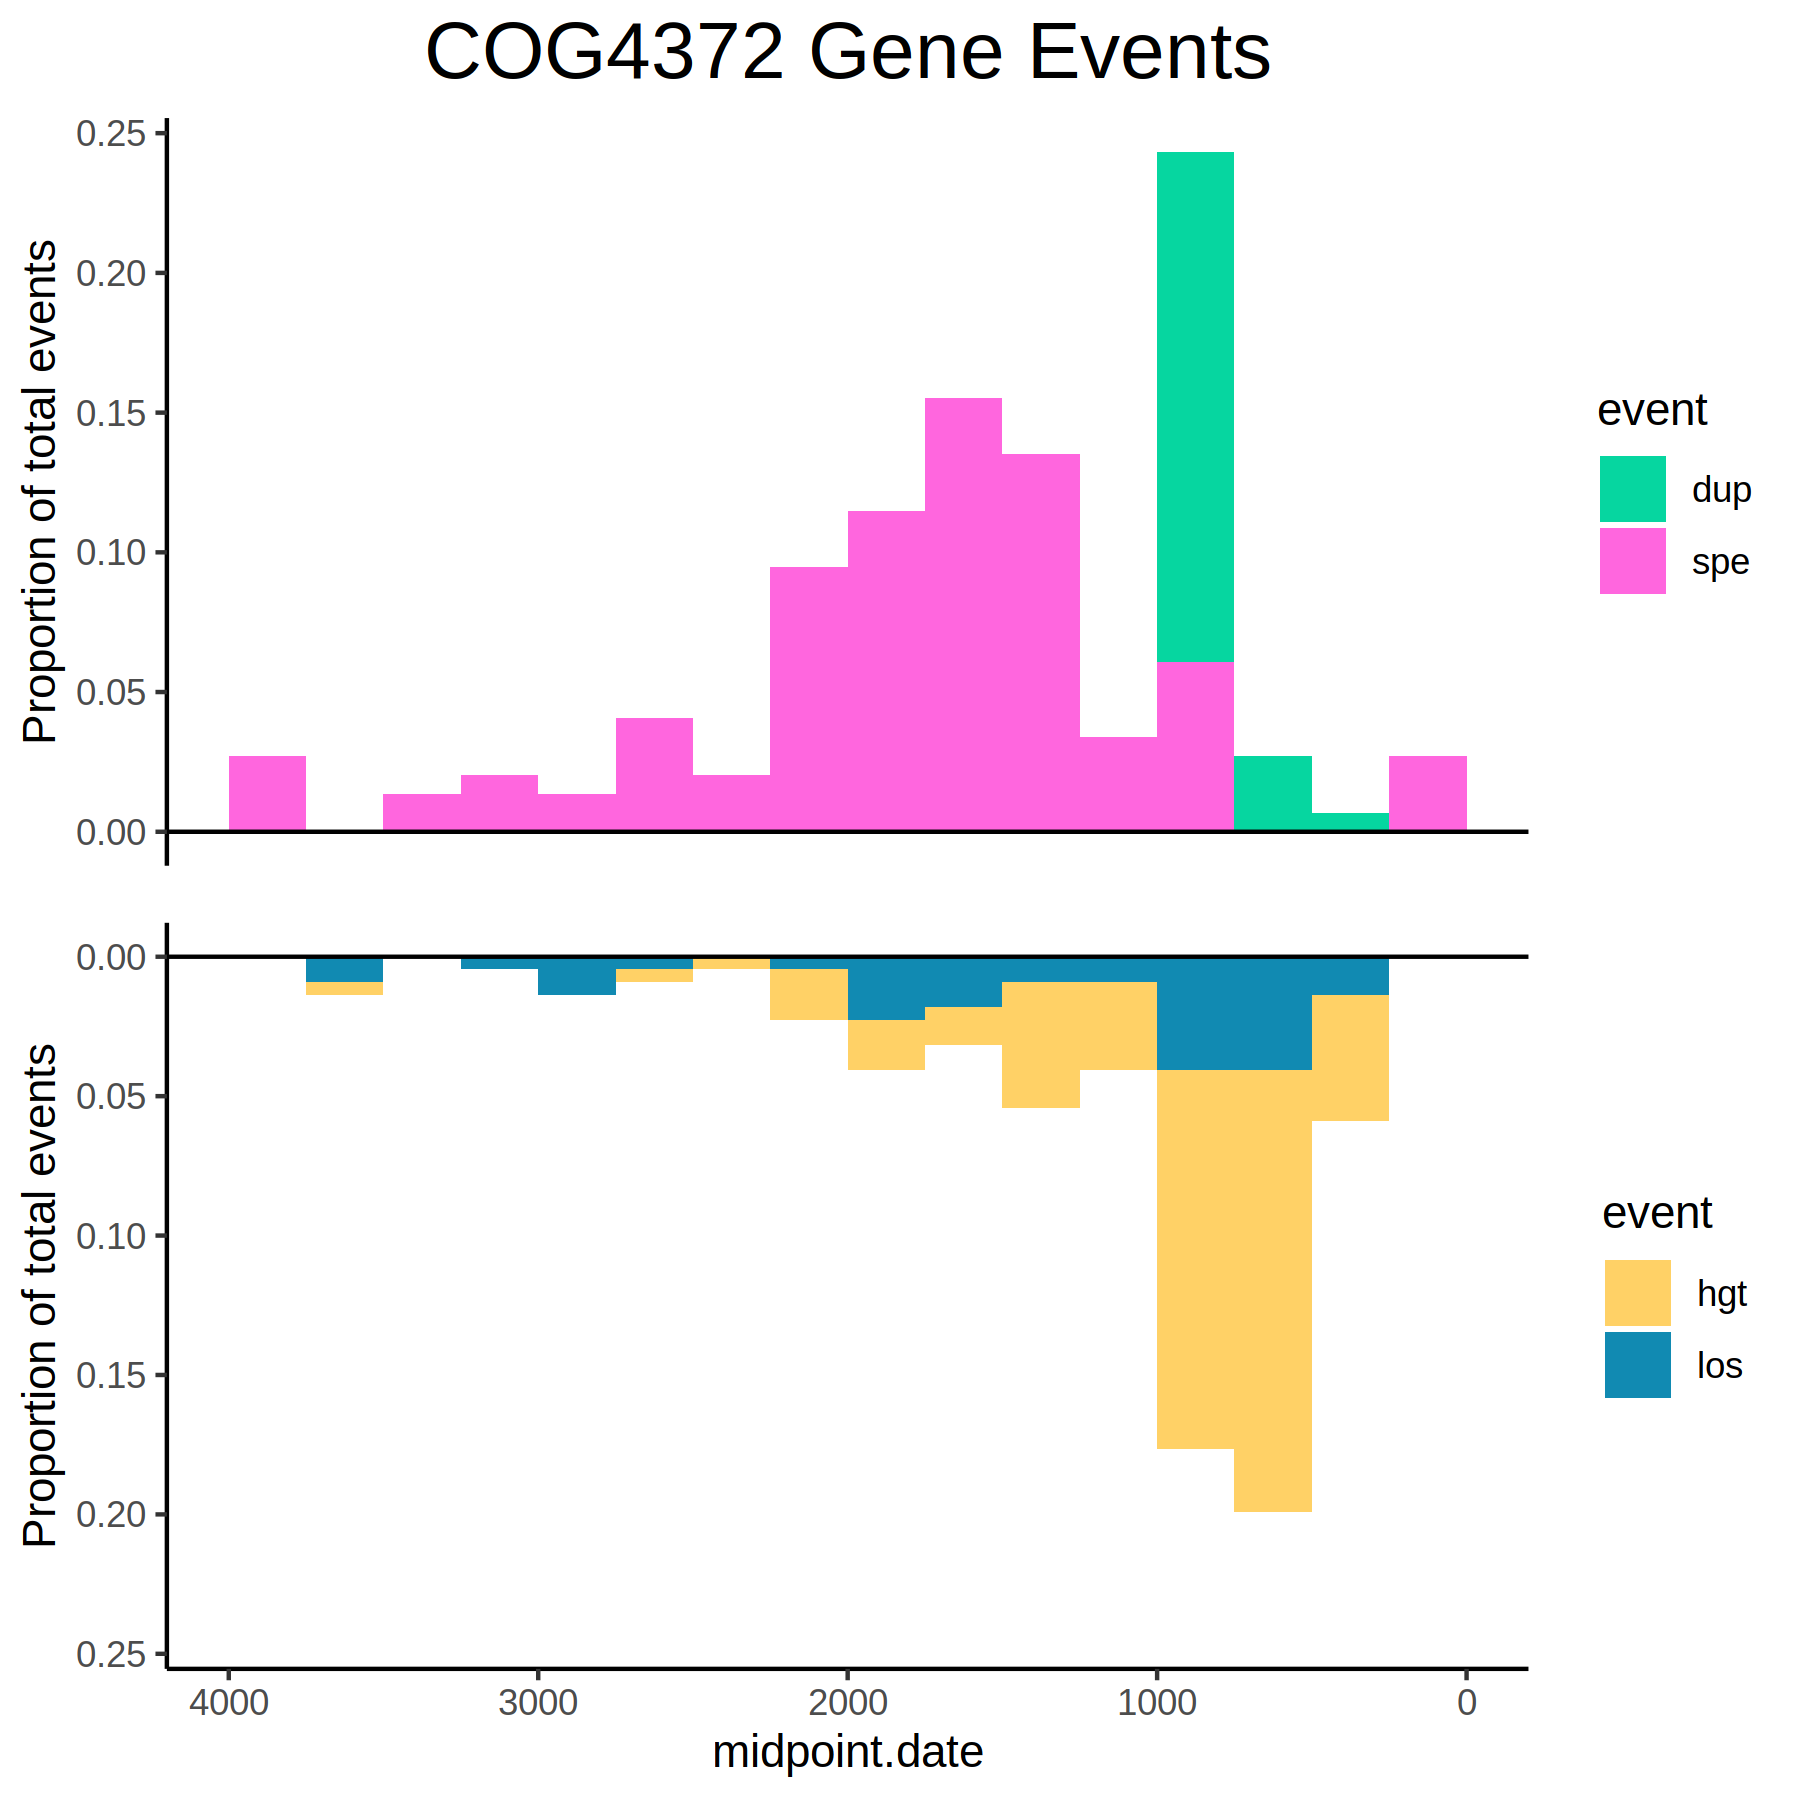 COG4372 Gene Events
Proportion of total events
0.25
0.20
0.15
0.10
0.05
0.00
event
dup
spe
Proportion of total events
0.00
0.05
0.10
0.15
0.20
0.25
event
hgt
los
4000 3000 2000 1000 0
midpoint.date